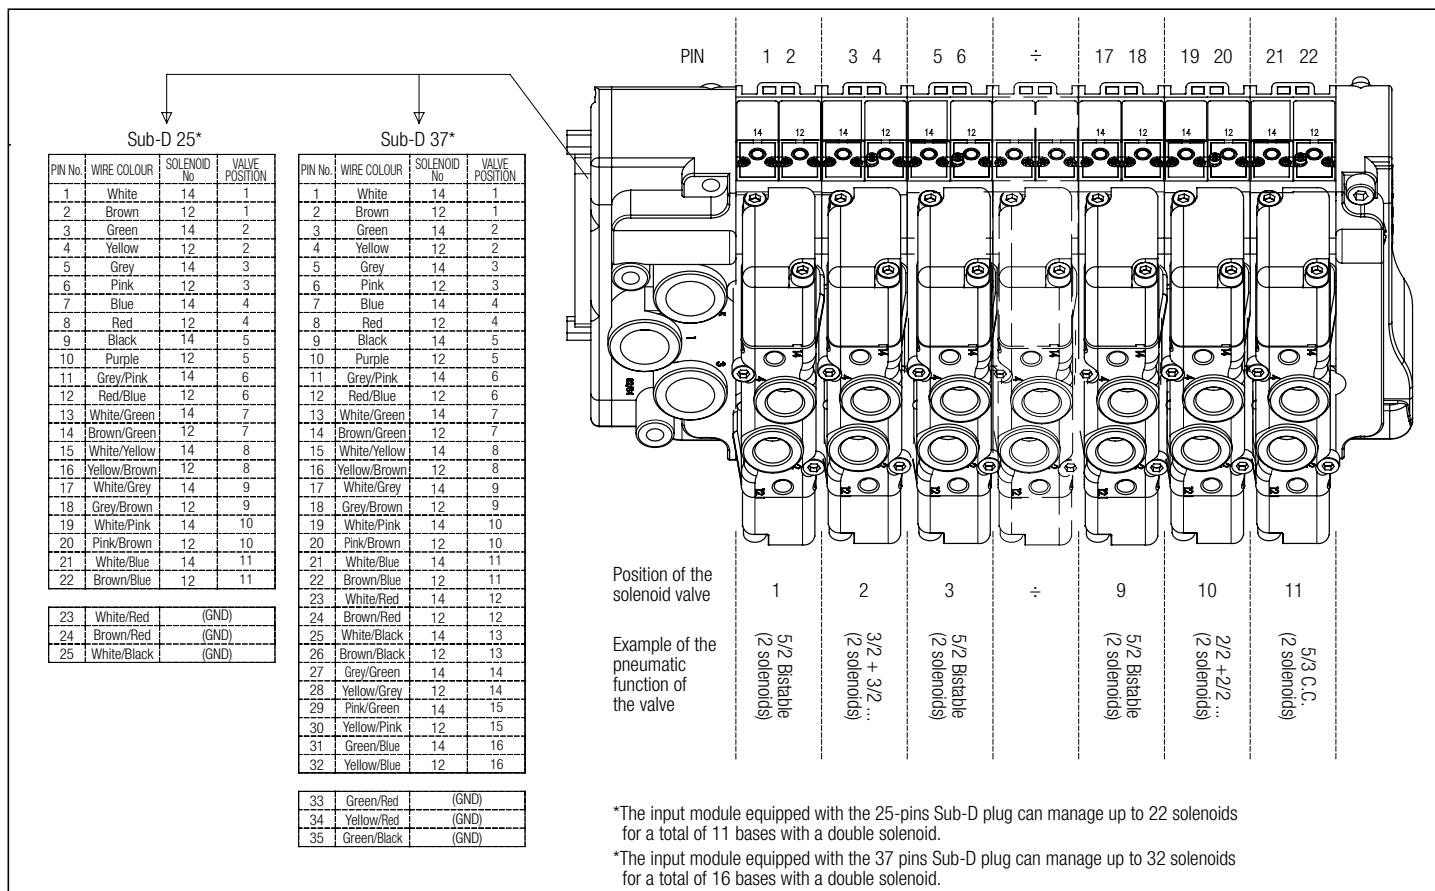 PIN 1 2 3 4 5 6 ÷ 17 18 19 20 21 22
14 12 14 12 14 12 14 12 14 12 14 12
Sub-D 25*
PIN No. WIRE COLOUR SOLENOID No VALVE POSITION
1 White 14 1
2 Brown 12 1
3 Green 14 2
4 Yellow 12 2
5 Grey 14 3
6 Pink 12 3
7 Blue 14 4
8 Red 12 4
9 Black 14 5
10 Purple 12 5
11 Grey/Pink 14 6
12 Red/Blue 12 6
13 White/Green 14 7
14 Brown/Green 12 7
15 White/Yellow 14 8
16 Yellow/Brown 12 8
17 White/Grey 14 9
18 Grey/Brown 12 9
19 White/Pink 14 10
20 Pink/Brown 12 10
21 White/Blue 14 11
22 Brown/Blue 12 11
23 White/Red (GND)
24 Brown/Red (GND)
25 White/Black (GND)
Sub-D 37*
PIN No. WIRE COLOUR SOLENOID No VALVE POSITION
1 White 14 1
2 Brown 12 1
3 Green 14 2
4 Yellow 12 2
5 Grey 14 3
6 Pink 12 3
7 Blue 14 4
8 Red 12 4
9 Black 14 5
10 Purple 12 5
11 Grey/Pink 14 6
12 Red/Blue 12 6
13 White/Green 14 7
14 Brown/Green 12 7
15 White/Yellow 14 8
16 Yellow/Brown 12 8
17 White/Grey 14 9
18 Grey/Brown 12 9
19 White/Pink 14 10
20 Pink/Brown 12 10
21 White/Blue 14 11
22 Brown/Blue 12 11
23 White/Red 14 12
24 Brown/Red 12 12
25 White/Black 14 13
26 Brown/Black 12 13
27 Grey/Green 14 14
28 Yellow/Grey 12 14
29 Pink/Green 14 15
30 Yellow/Pink 12 15
31 Green/Blue 14 16
32 Yellow/Blue 12 16
33 Green/Red (GND)
34 Yellow/Red (GND)
35 Green/Black (GND)
1
3
Position of the
solenoid valve
1 2 3 ÷ 9 10 11
Example of the
pneumatic
function of
the valve
5/2 Bistable
(2 solenoids)
3/2 + 3/2 ...
(2 solenoids)
5/2 Bistable
(2 solenoids)
5/2 Bistable
(2 solenoids)
2/2 +2/2 ...
(2 solenoids)
5/3 C.C.
(2 solenoids)
*The input module equipped with the 25-pins Sub-D plug can manage up to 22 solenoids
for a total of 11 bases with a double solenoid.
*The input module equipped with the 37 pins Sub-D plug can manage up to 32 solenoids
for a total of 16 bases with a double solenoid.